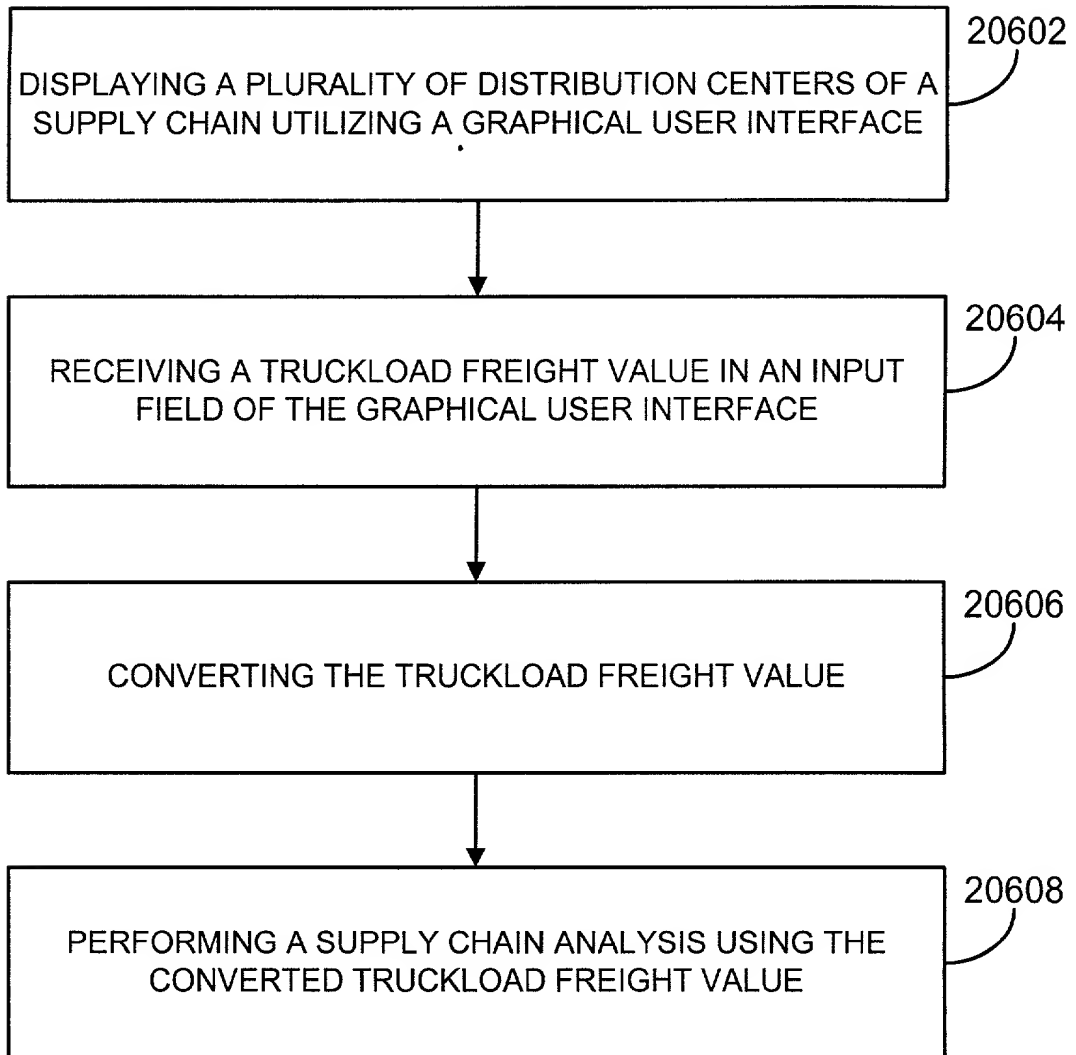 20602
DISPLAYING A PLURALITY OF DISTRIBUTION CENTERS OF A
SUPPLY CHAIN UTILIZING A GRAPHICAL USER INTERFACE
20604
RECEIVING A TRUCKLOAD FREIGHT VALUE IN AN INPUT
FIELD OF THE GRAPHICAL USER INTERFACE
20606
CONVERTING THE TRUCKLOAD FREIGHT VALUE
20608
PERFORMING A SUPPLY CHAIN ANALYSIS USING THE
CONVERTED TRUCKLOAD FREIGHT VALUE